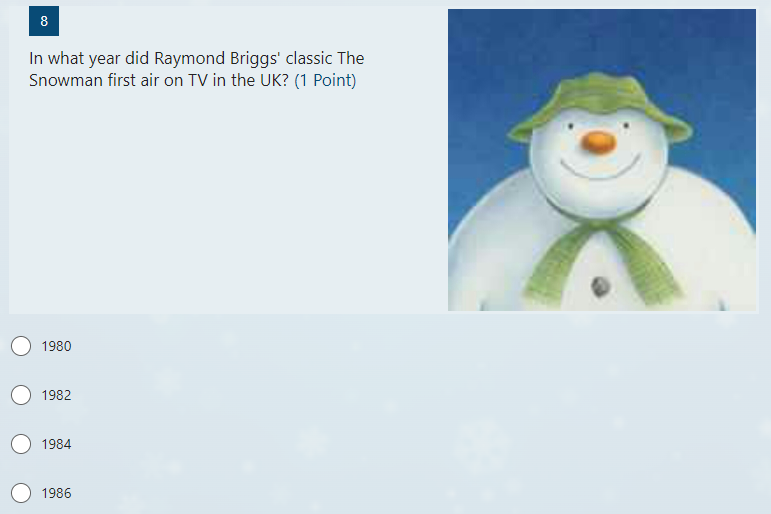 8
In what year did Raymond Briggs' classic The
Snowman first air on TV in the UK? (1 Point)
1980
1982
1984
1986